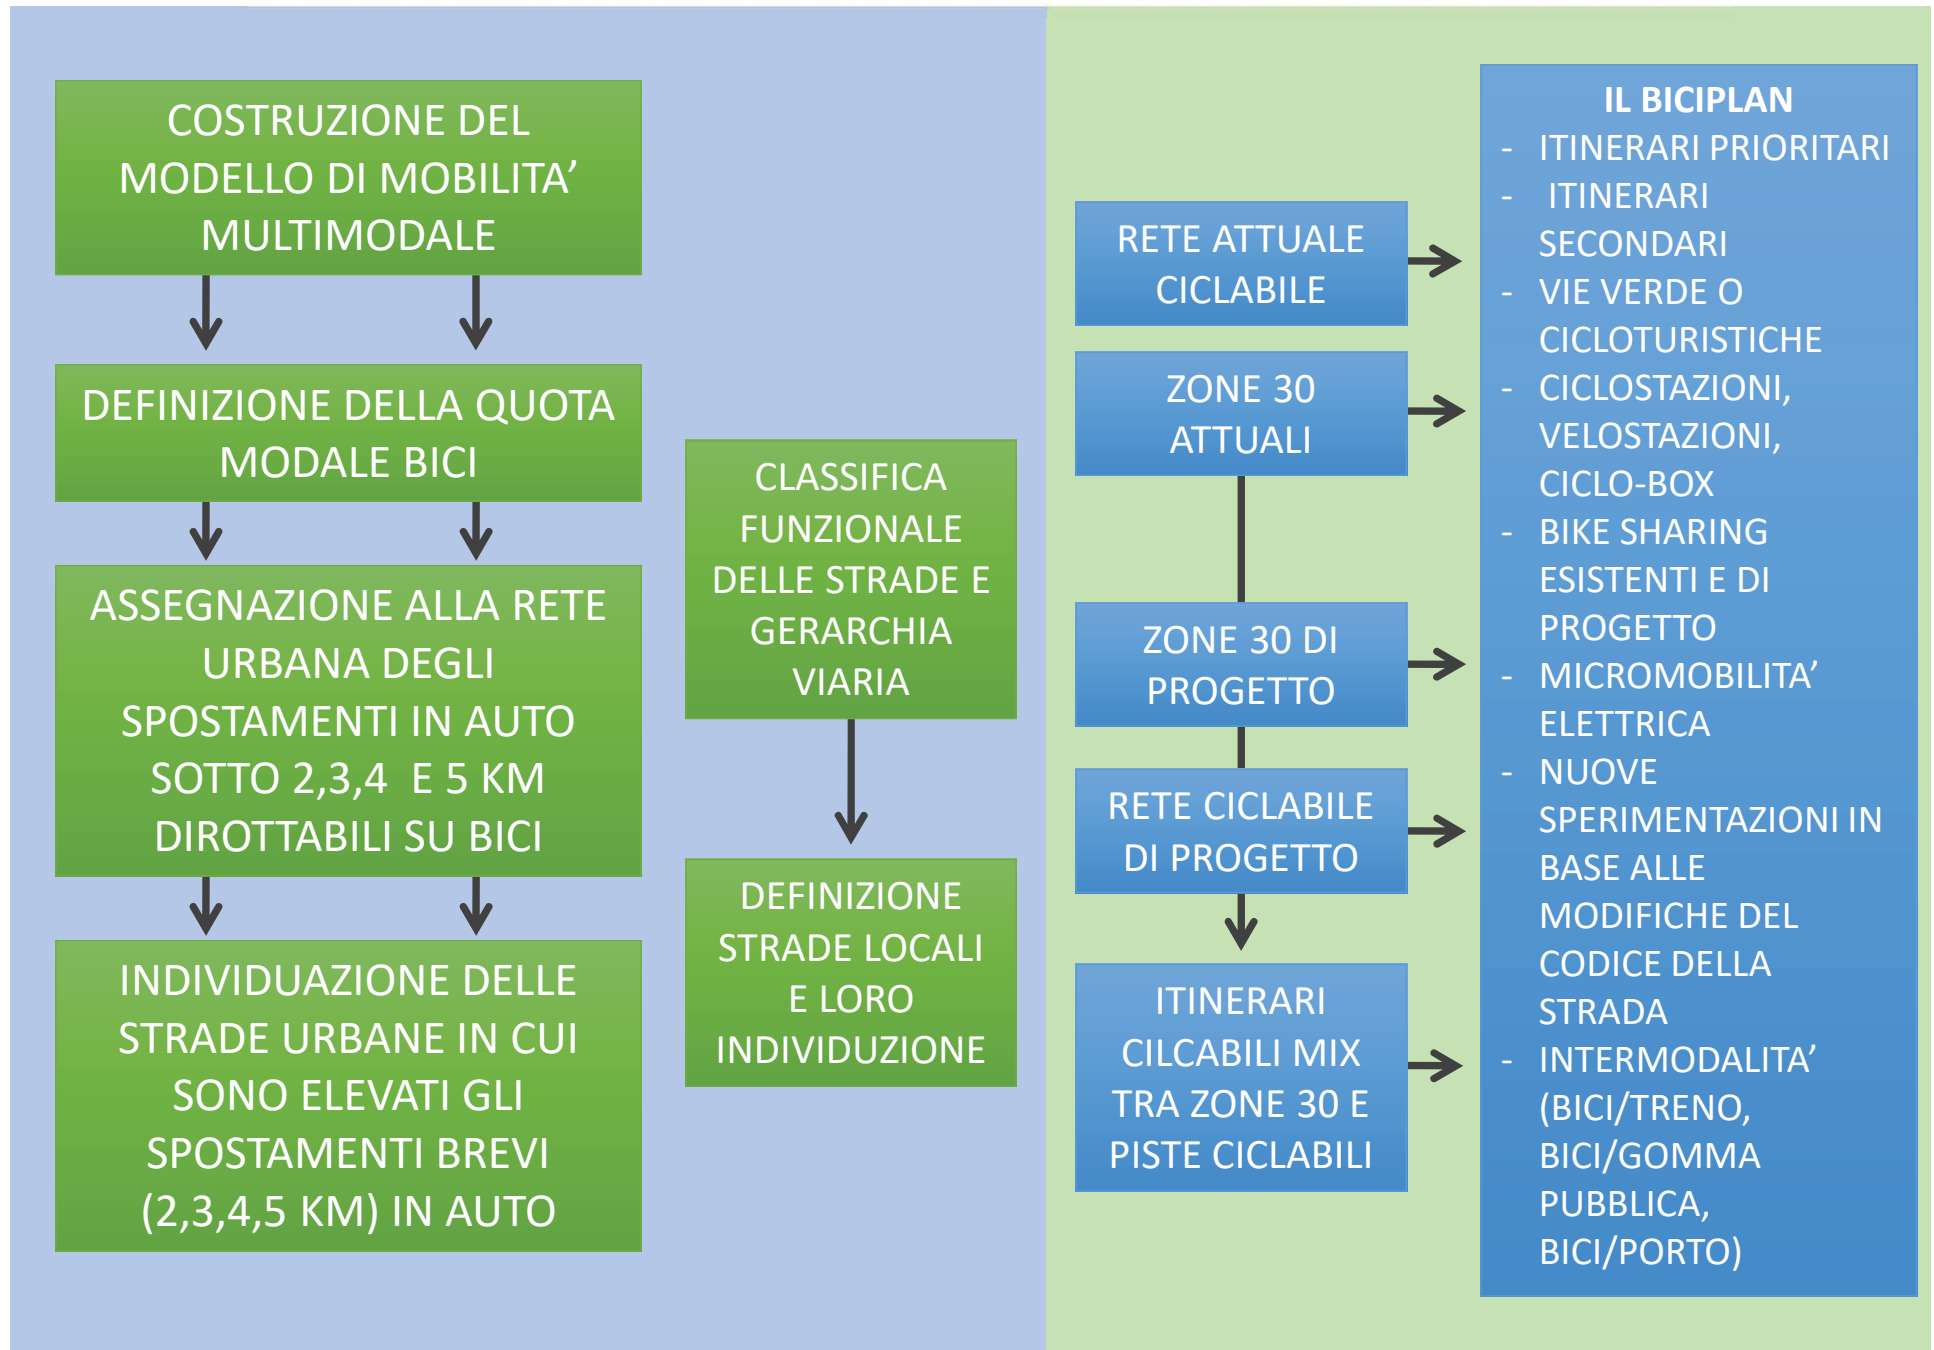 COSTRUZIONE DEL
MODELLO DI MOBILITA’
MULTIMODALE
DEFINIZIONE DELLA QUOTA
MODALE BICI
ASSEGNAZIONE ALLA RETE
URBANA DEGLI
SPOSTAMENTI IN AUTO
SOTTO 2,3,4  E 5 KM
DIROTTABILI SU BICI
INDIVIDUAZIONE DELLE
STRADE URBANE IN CUI
SONO ELEVATI GLI
SPOSTAMENTI BREVI
(2,3,4,5 KM) IN AUTO
CLASSIFICA
FUNZIONALE
DELLE STRADE E
GERARCHIA
VIARIA
DEFINIZIONE
STRADE LOCALI
E LORO
INDIVIDUZIONE
RETE ATTUALE
CICLABILE
ZONE 30
ATTUALI
ZONE 30 DI
PROGETTO
RETE CICLABILE
DI PROGETTO
ITINERARI
CILCABILI MIX
TRA ZONE 30 E
PISTE CICLABILI
IL BICIPLAN
- ITINERARI PRIORITARI
- ITINERARI
SECONDARI
- VIE VERDE O
CICLOTURISTICHE
- CICLOSTAZIONI,
VELOSTAZIONI,
CICLO-BOX
- BIKE SHARING
ESISTENTI E DI
PROGETTO
- MICROMOBILITA’
ELETTRICA
- NUOVE
SPERIMENTAZIONI IN
BASE ALLE
MODIFICHE DEL
CODICE DELLA
STRADA
- INTERMODALITA’
(BICI/TRENO,
BICI/GOMMA
PUBBLICA,
BICI/PORTO)